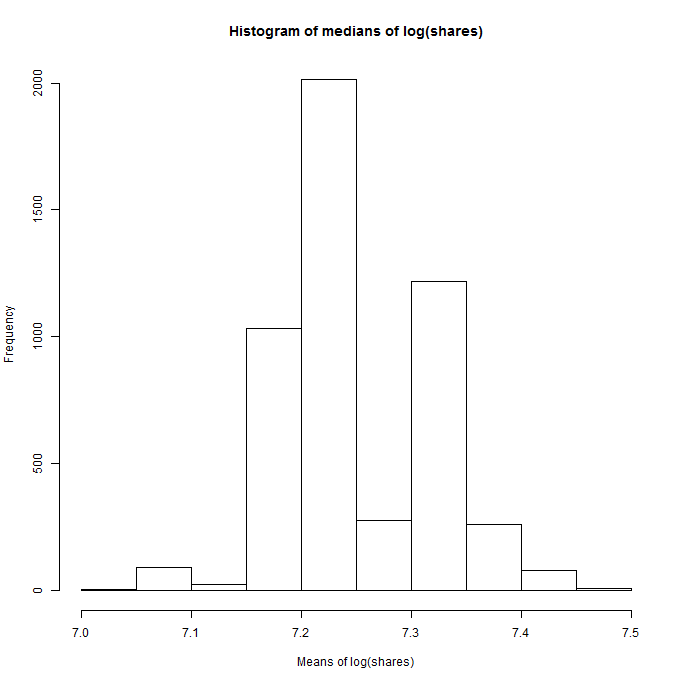 Histogram of medians of log(shares)
Frequency
2000
1500
1000
500
0
7.0 7.1 7.2 7.3 7.4 7.5
Means of log(shares)